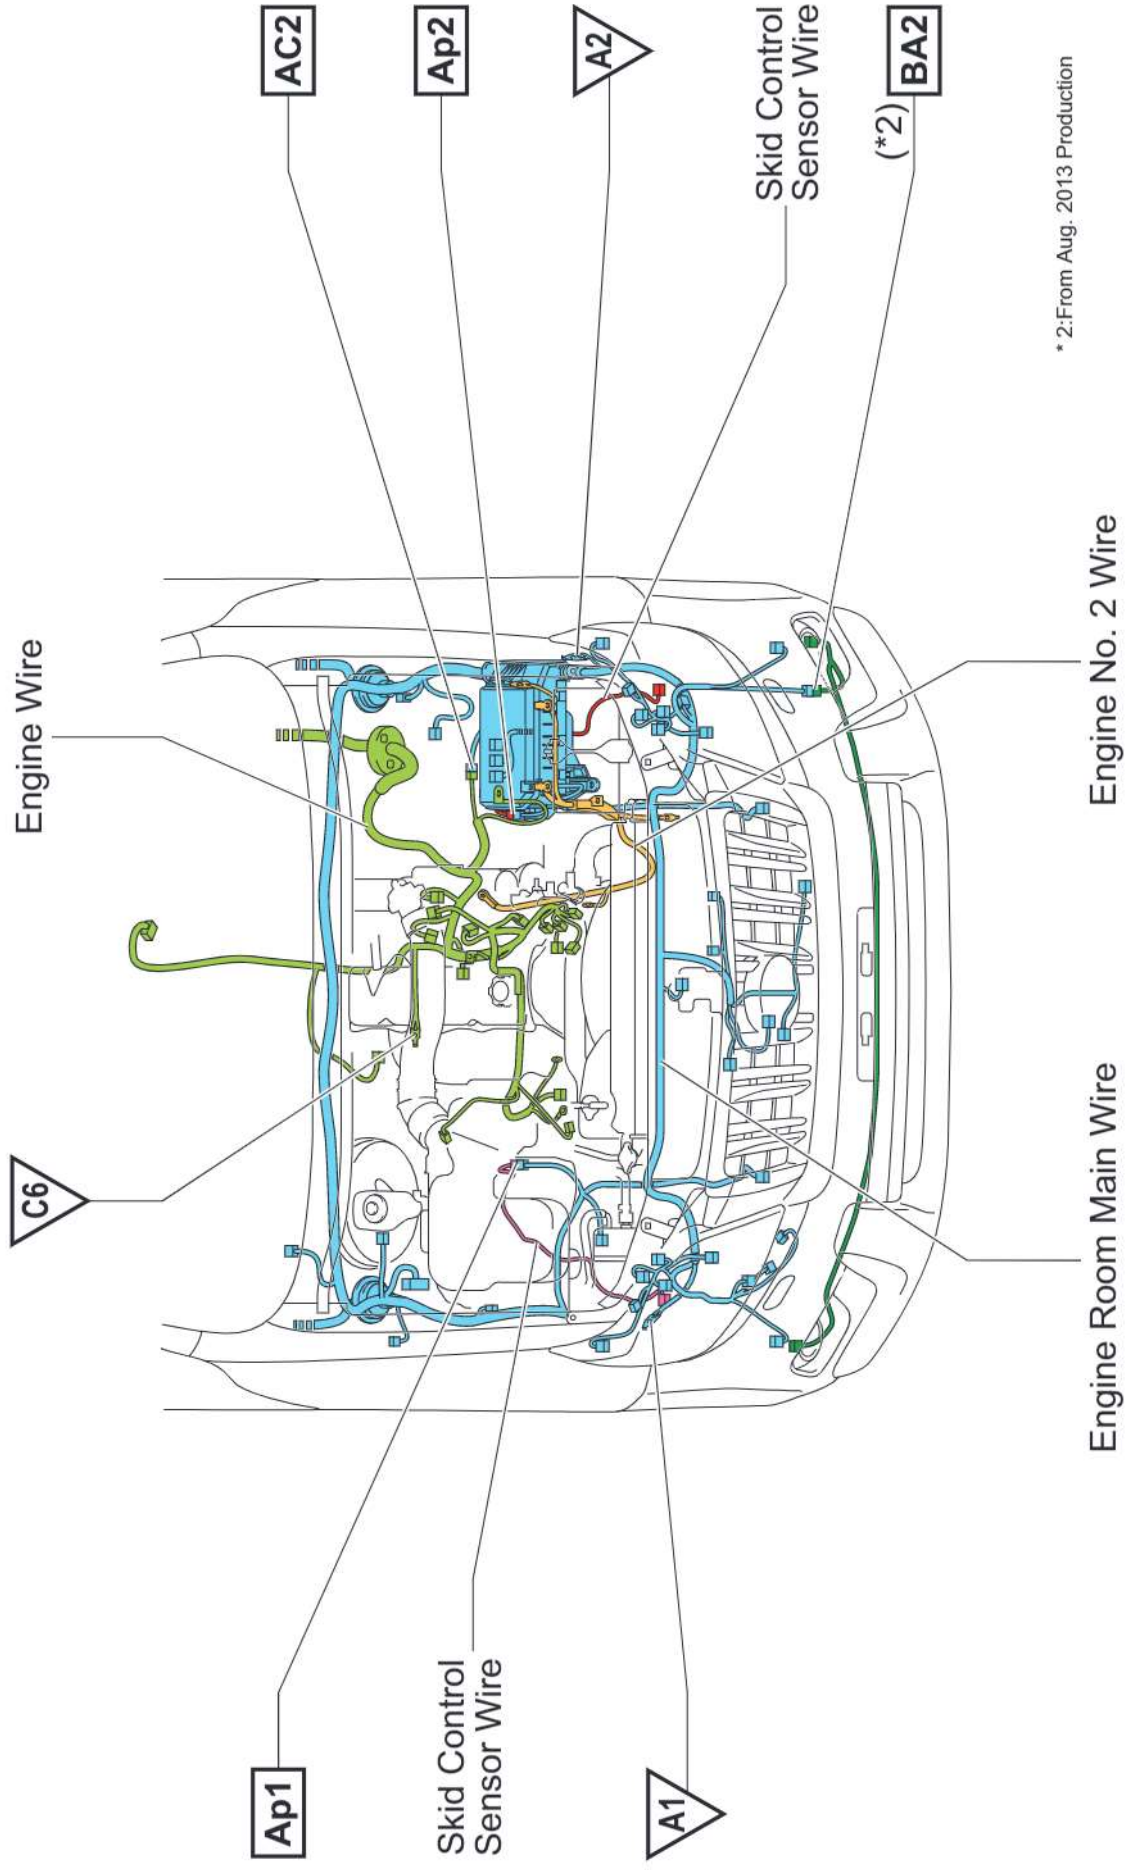 C6
Engine Wire
Ap1
AC2
Ap2
Skid Control
Sensor Wire
A2
A1
Skid Control
Sensor Wire
(*2)
BA2
* 2:From Aug. 2013 Production
Engine Room Main Wire
Engine No. 2 Wire